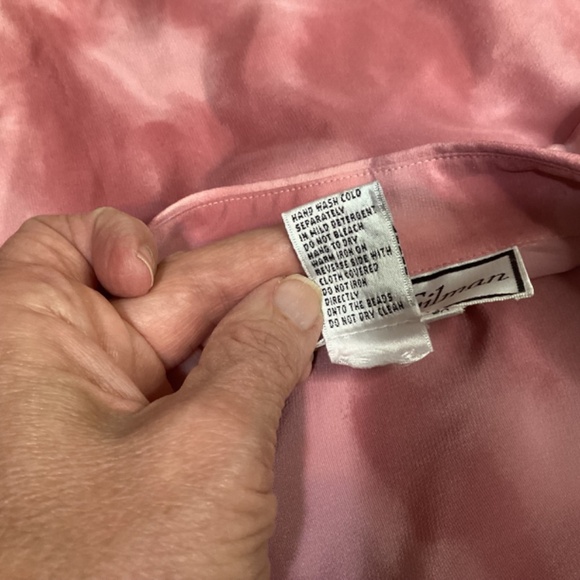 HAND WASH COLD
SEPARATELY
IN MILD DETERGENT
DO NOT BLEACH
HANG TO DRY
WARM IRON ON
REVERSE SIDE WITH
CLOTH COVERED
DO NOT IRON
DIRECTLY
ONTO THE BEADS
DO NOT DRY CLEAN
Gilman